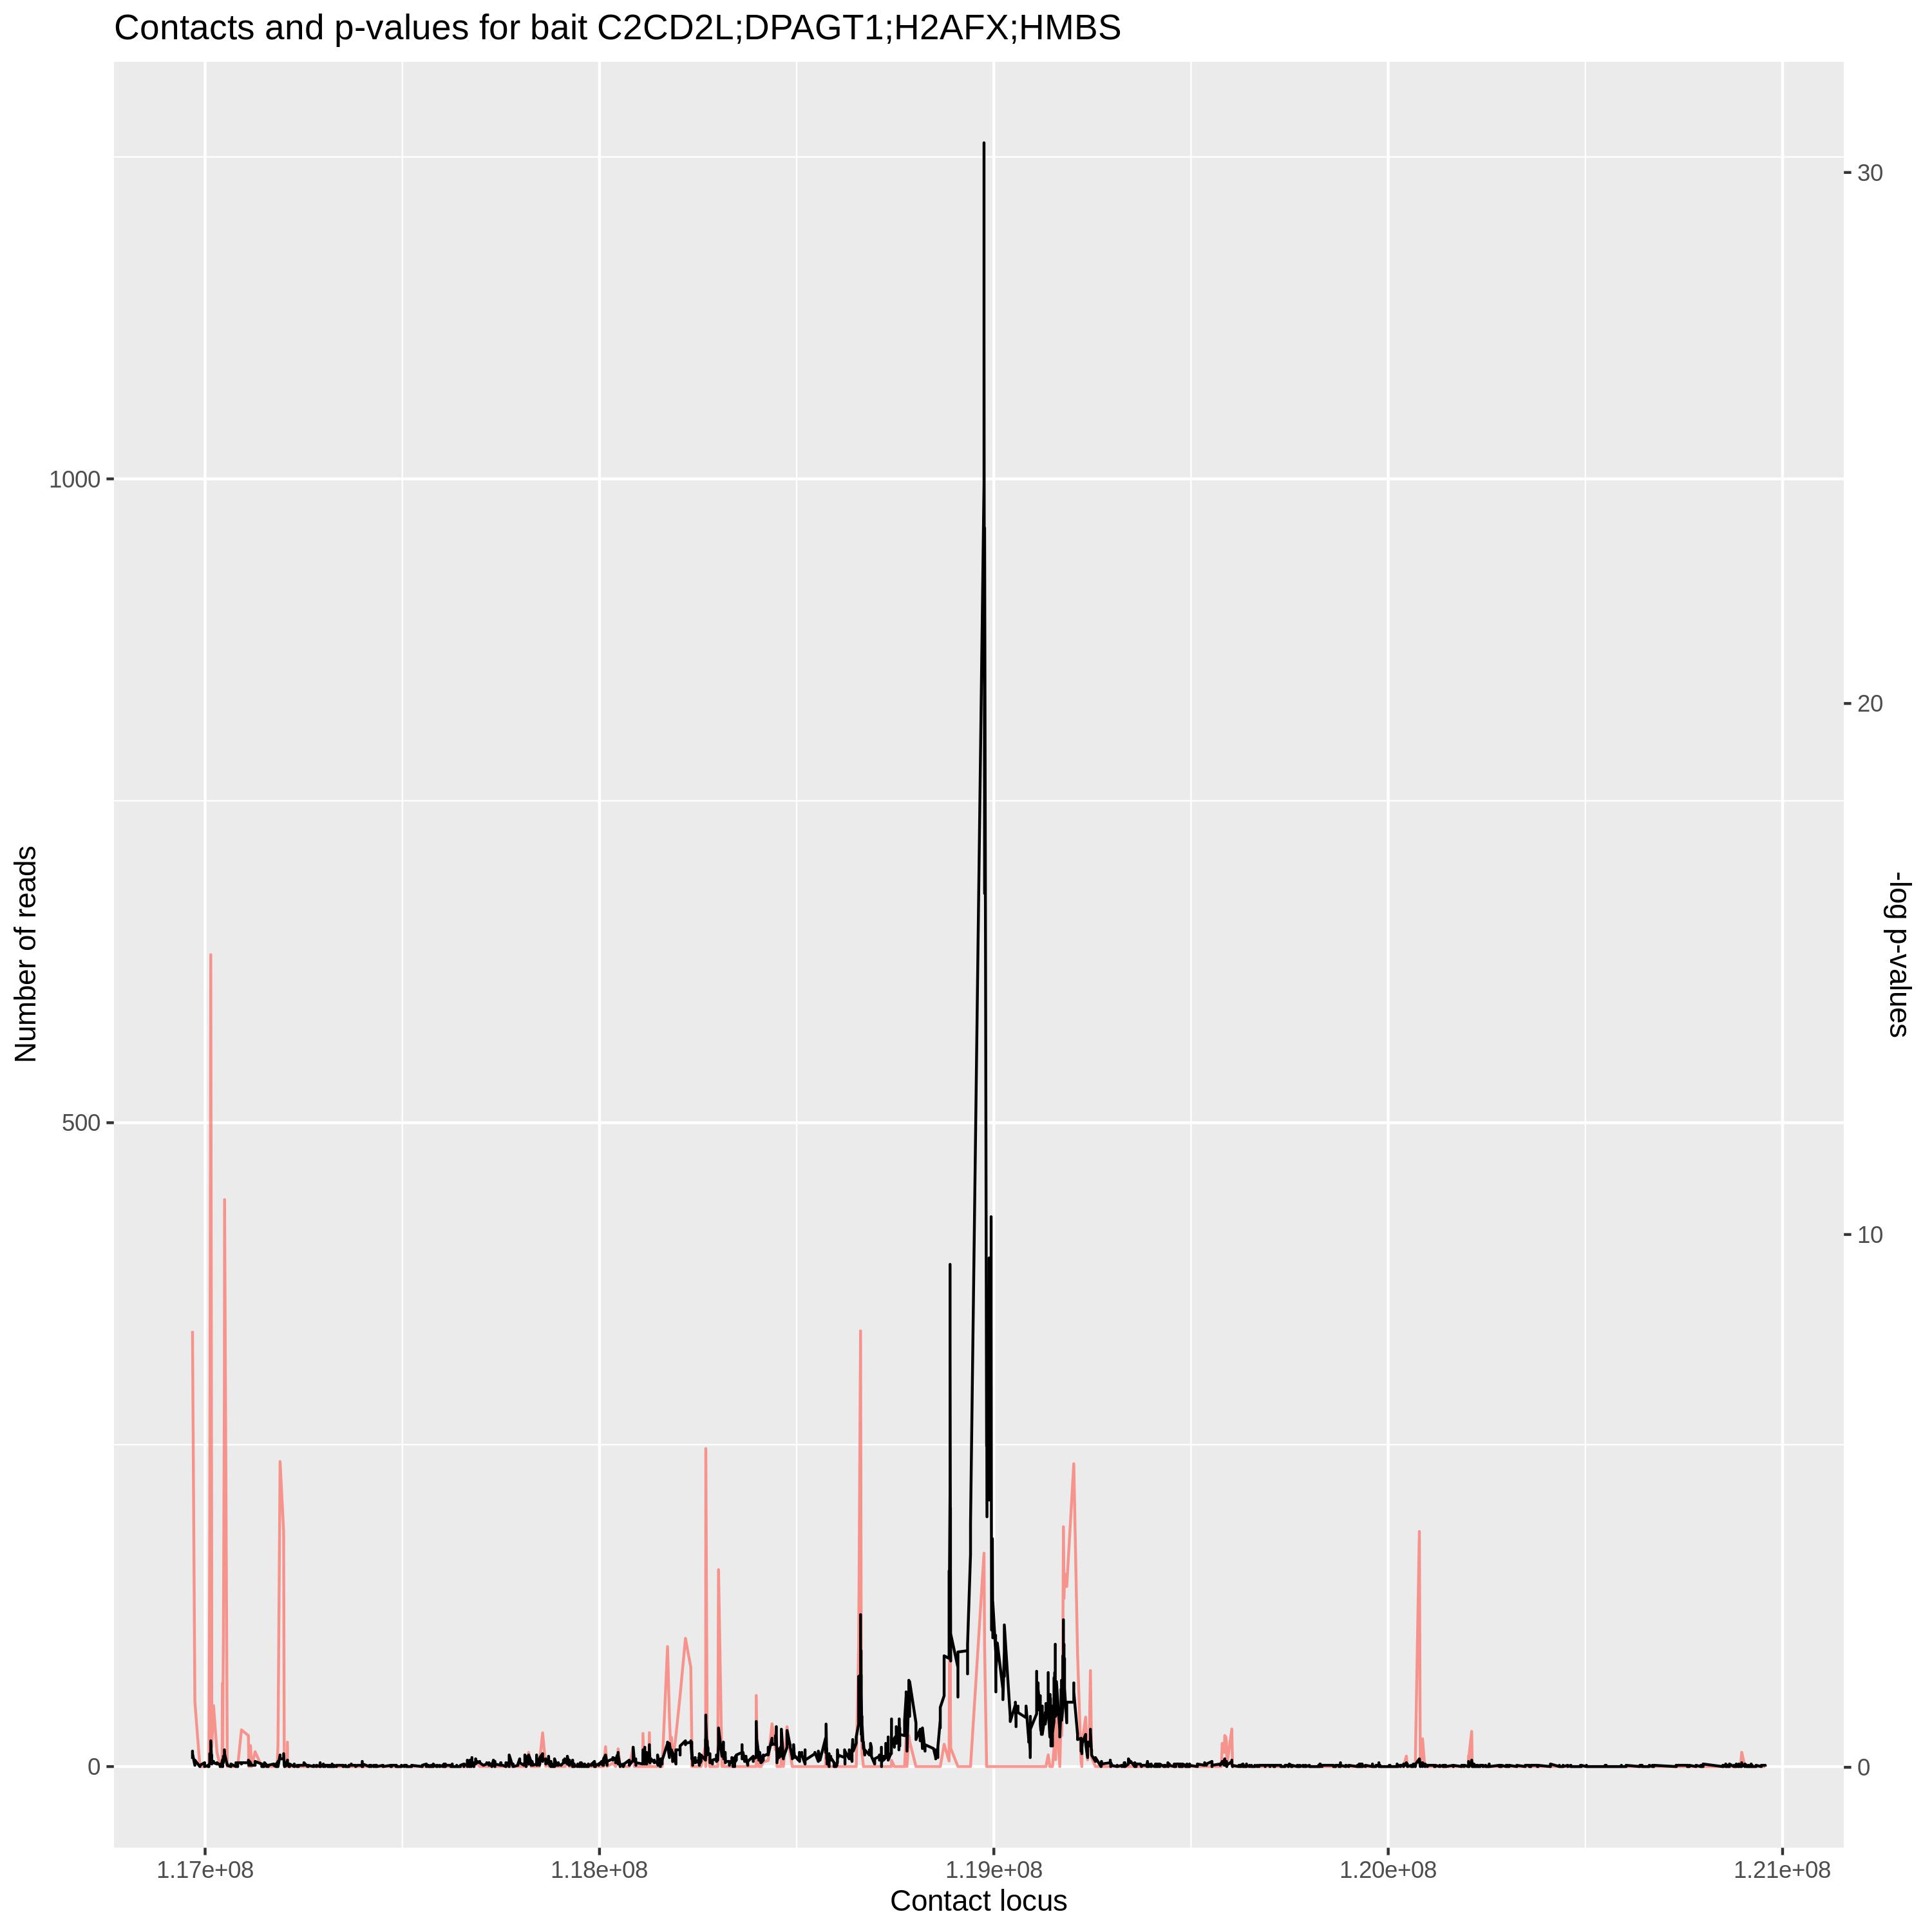 Contacts and p-values for bait C2CD2L;DPAGT1;H2AFX;HMBS
Number of reads
1000
500
0
30
20
10
0
-log p-values
1.17e+08
1.18e+08
1.19e+08
1.20e+08
1.21e+08
Contact locus